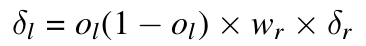 δ_l = o_l(1 − o_l) × w_r × δ_r